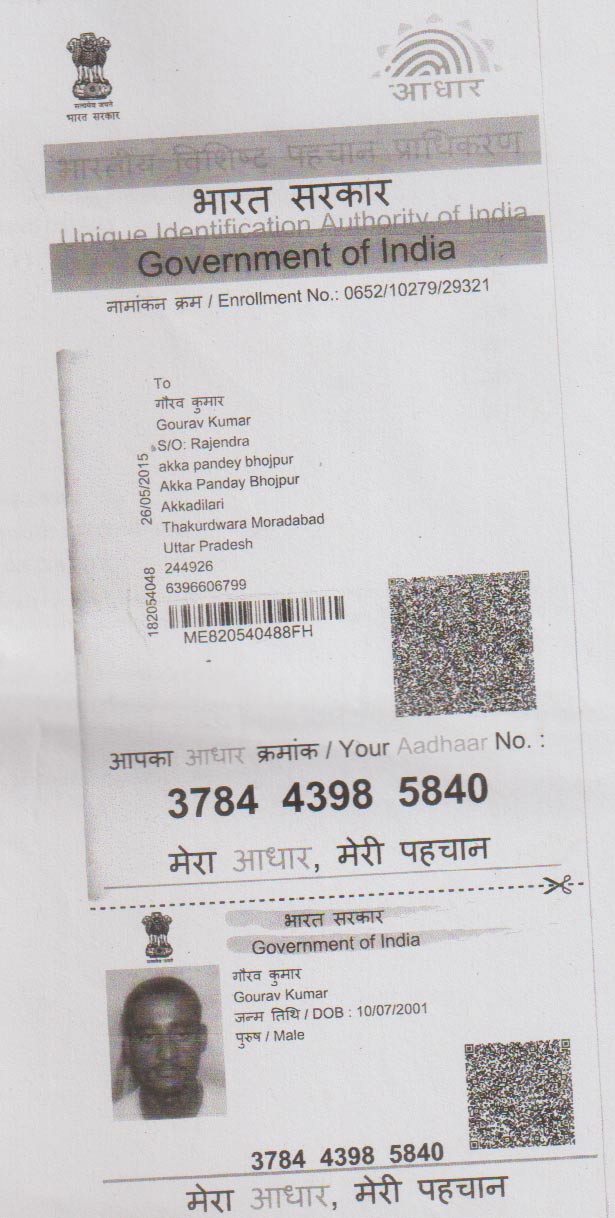 सत्यमेव जयते
भारत सरकार
आधार
भारतीय विशिष्ट पहचान प्राधिकरण
भारत सरकार
Unique Identification Authority of India
Government of India
नामांकन क्रम / Enrollment No.: 0652/10279/29321
To
गौरव कुमार
Gourav Kumar
S/O: Rajendra
akka pandey bhojpur
Akka Panday Bhojpur
Akkadilari
Thakurdwara Moradabad
Uttar Pradesh
244926
6396606799
26/05/2015
182054048
ME820540488FH
आपका आधार क्रमांक / Your Aadhaar No. :
3784 4398 5840
मेरा आधार, मेरी पहचान
भारत सरकार
Government of India
गौरव कुमार
Gourav Kumar
जन्म तिथि / DOB : 10/07/2001
पुरुष / Male
3784 4398 5840
मेरा आधार, मेरी पहचान